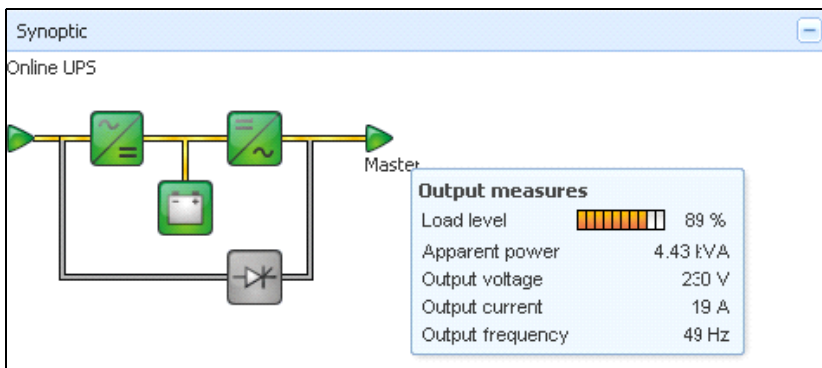 Synoptic
Online UPS
Master
Output measures
Load level 89 %
Apparent power 4.43 kVA
Output voltage 230 V
Output current 19 A
Output frequency 49 Hz